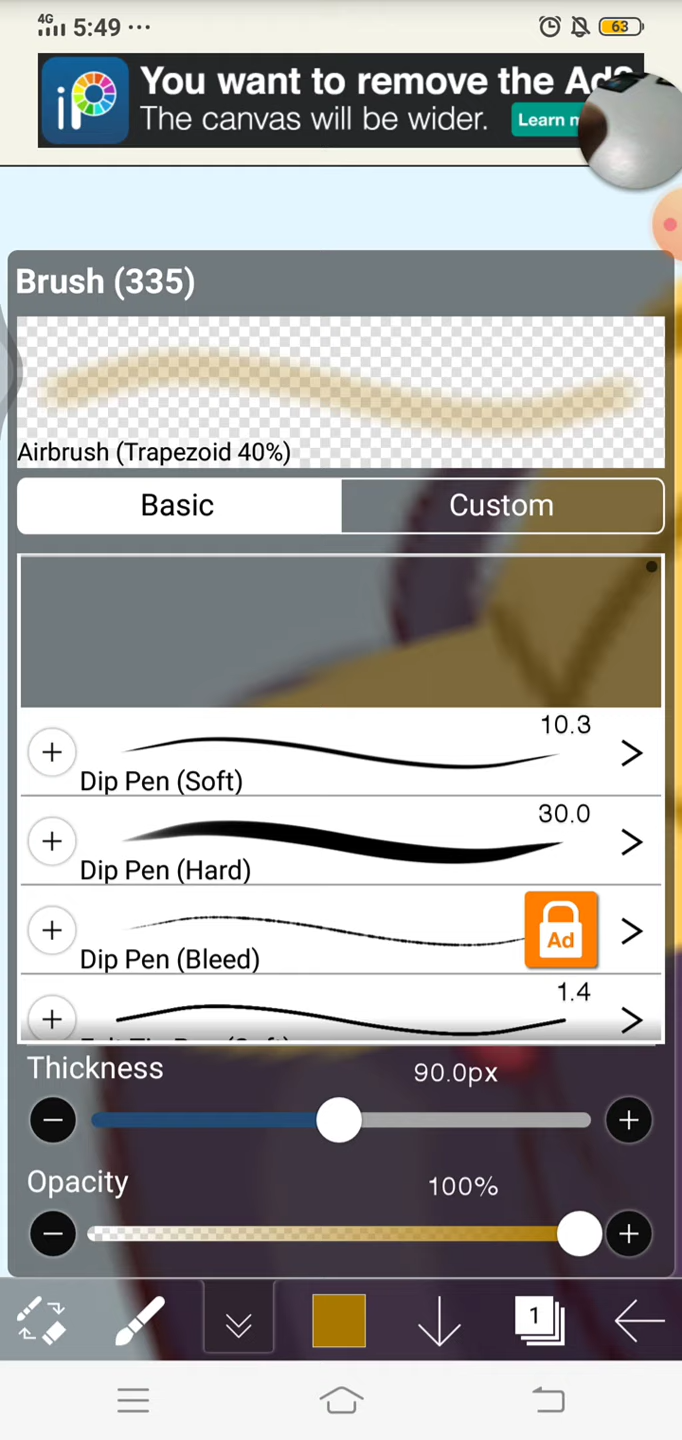 4G 5:49 ... 63
iP You want to remove the Ad?
The canvas will be wider. Learn
Brush (335)
Airbrush (Trapezoid 40%)
Basic Custom
10.3
+ Dip Pen (Soft) >
30.0
+ Dip Pen (Hard) >
Ad
+ Dip Pen (Bleed) >
1.4
+ >
Thickness 90.0px
Opacity 100%
1